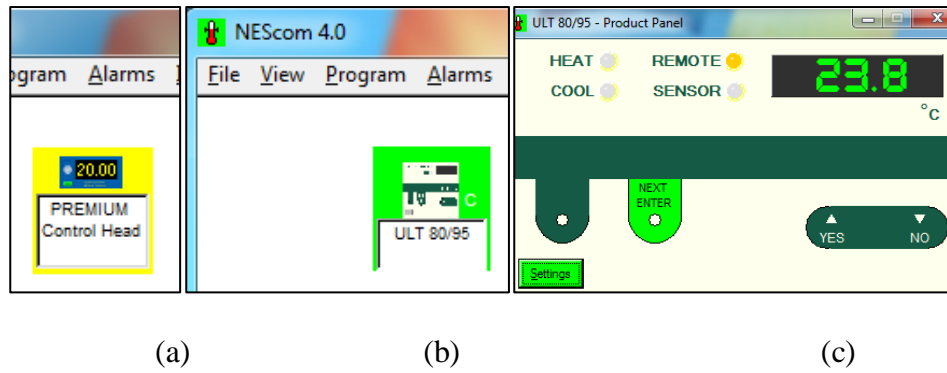 ogram Alarms
20.00
PREMIUM
Control Head
NEScom 4.0
File View Program Alarms
C
ULT 80/95
ULT 80/95 - Product Panel
HEAT REMOTE
COOL SENSOR
23.8
°c
NEXT
ENTER
YES NO
Settings
(a) (b) (c)